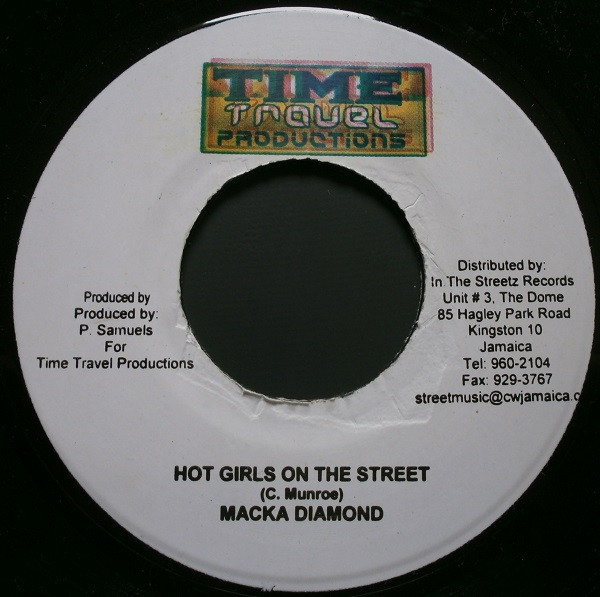 TIME
TRAVEL
PRODUCTIONS
Produced by
Produced by:
P. Samuels
For
Time Travel Productions
Distributed by:
In The Streetz Records
Unit # 3, The Dome
85 Hagley Park Road
Kingston 10
Jamaica
Tel: 960-2104
Fax: 929-3767
streetmusic@cwjamaica.c
HOT GIRLS ON THE STREET
(C. Munroe)
MACKA DIAMOND